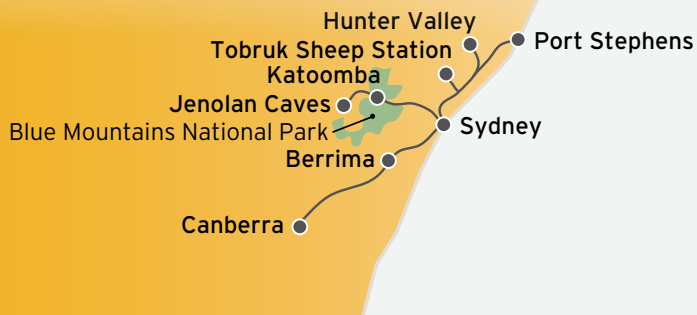 Hunter Valley
Port Stephens
Tobruk Sheep Station
Katoomba
Jenolan Caves
Blue Mountains National Park
Sydney
Berrima
Canberra